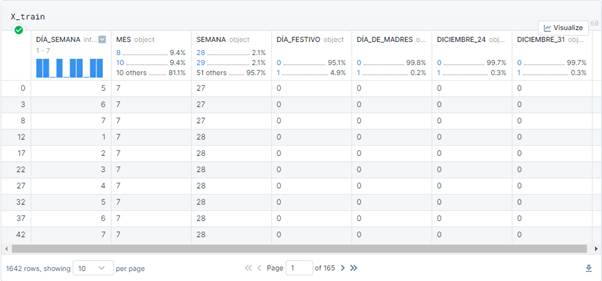 X_train
Visualize
DÍA_SEMANA int... MES object SEMANA object DÍA_FESTIVO object DÍA_DE_MADRES o... DICIEMBRE_24 obj... DICIEMBRE_31 obj...
1 - 7 8 9.4% 28 2.1% 0 95.1% 0 99.8% 0 99.7% 0 99.7%
10 9.4% 29 2.1% 1 4.9% 1 0.2% 1 0.3% 1 0.3%
10 others 81.1% 51 others 95.7%
0 5 7 27 0 0 0 0
3 6 7 27 0 0 0 0
8 7 7 27 0 0 0 0
12 1 7 28 0 0 0 0
17 2 7 28 0 0 0 0
22 3 7 28 0 0 0 0
27 4 7 28 0 0 0 0
32 5 7 28 0 0 0 0
37 6 7 28 0 0 0 0
42 7 7 28 0 0 0 0
1642 rows, showing 10 per page Page 1 of 165